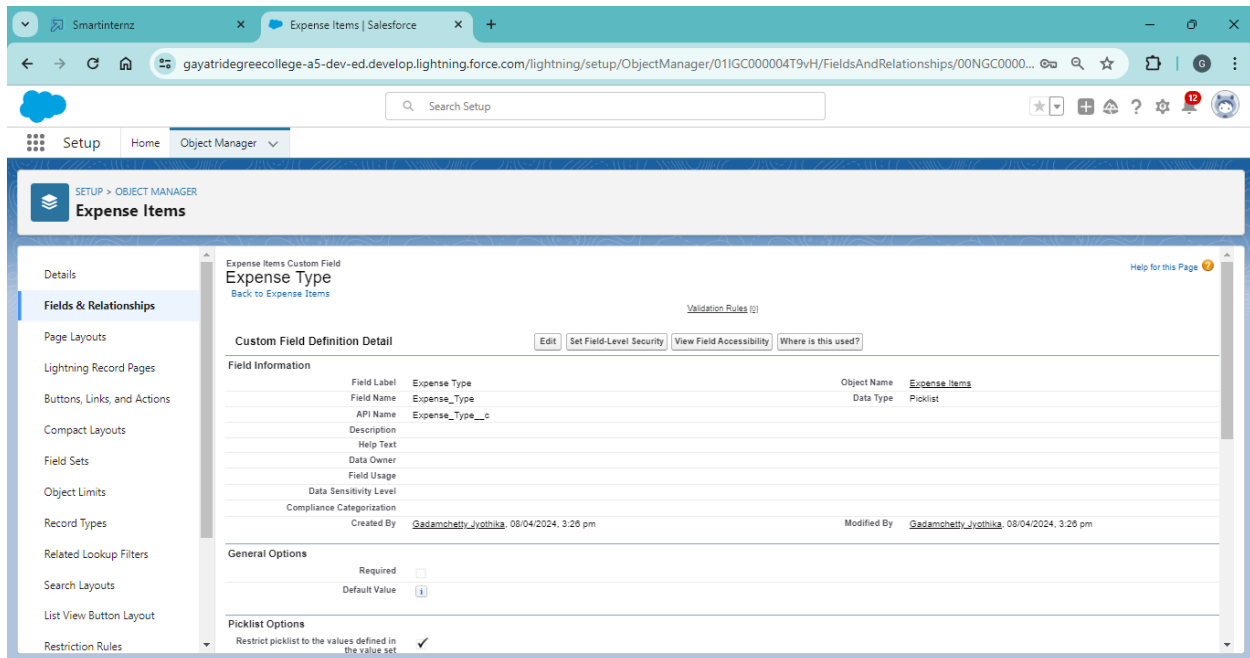 Smartinternz
Expense Items | Salesforce
gayatridegreecollege-a5-dev-ed.develop.lightning.force.com/lightning/setup/ObjectManager/01IGC000004T9vH/FieldsAndRelationships/00NGC0000...
G
Search Setup
12
Setup
Home
Object Manager
SETUP > OBJECT MANAGER
Expense Items
Details
Fields & Relationships
Page Layouts
Lightning Record Pages
Buttons, Links, and Actions
Compact Layouts
Field Sets
Object Limits
Record Types
Related Lookup Filters
Search Layouts
List View Button Layout
Restriction Rules
Expense Items Custom Field
Expense Type
Back to Expense Items
Help for this Page
Validation Rules [0]
Custom Field Definition Detail
Edit
Set Field-Level Security
View Field Accessibility
Where is this used?
Field Information
Field Label Expense Type Object Name Expense Items
Field Name Expense_Type Data Type Picklist
API Name Expense_Type__c
Description
Help Text
Data Owner
Field Usage
Data Sensitivity Level
Compliance Categorization
Created By Gadamchetty Jyothika, 08/04/2024, 3:26 pm Modified By Gadamchetty Jyothika, 08/04/2024, 3:26 pm
General Options
Required
Default Value
Picklist Options
Restrict picklist to the values defined in
the value set